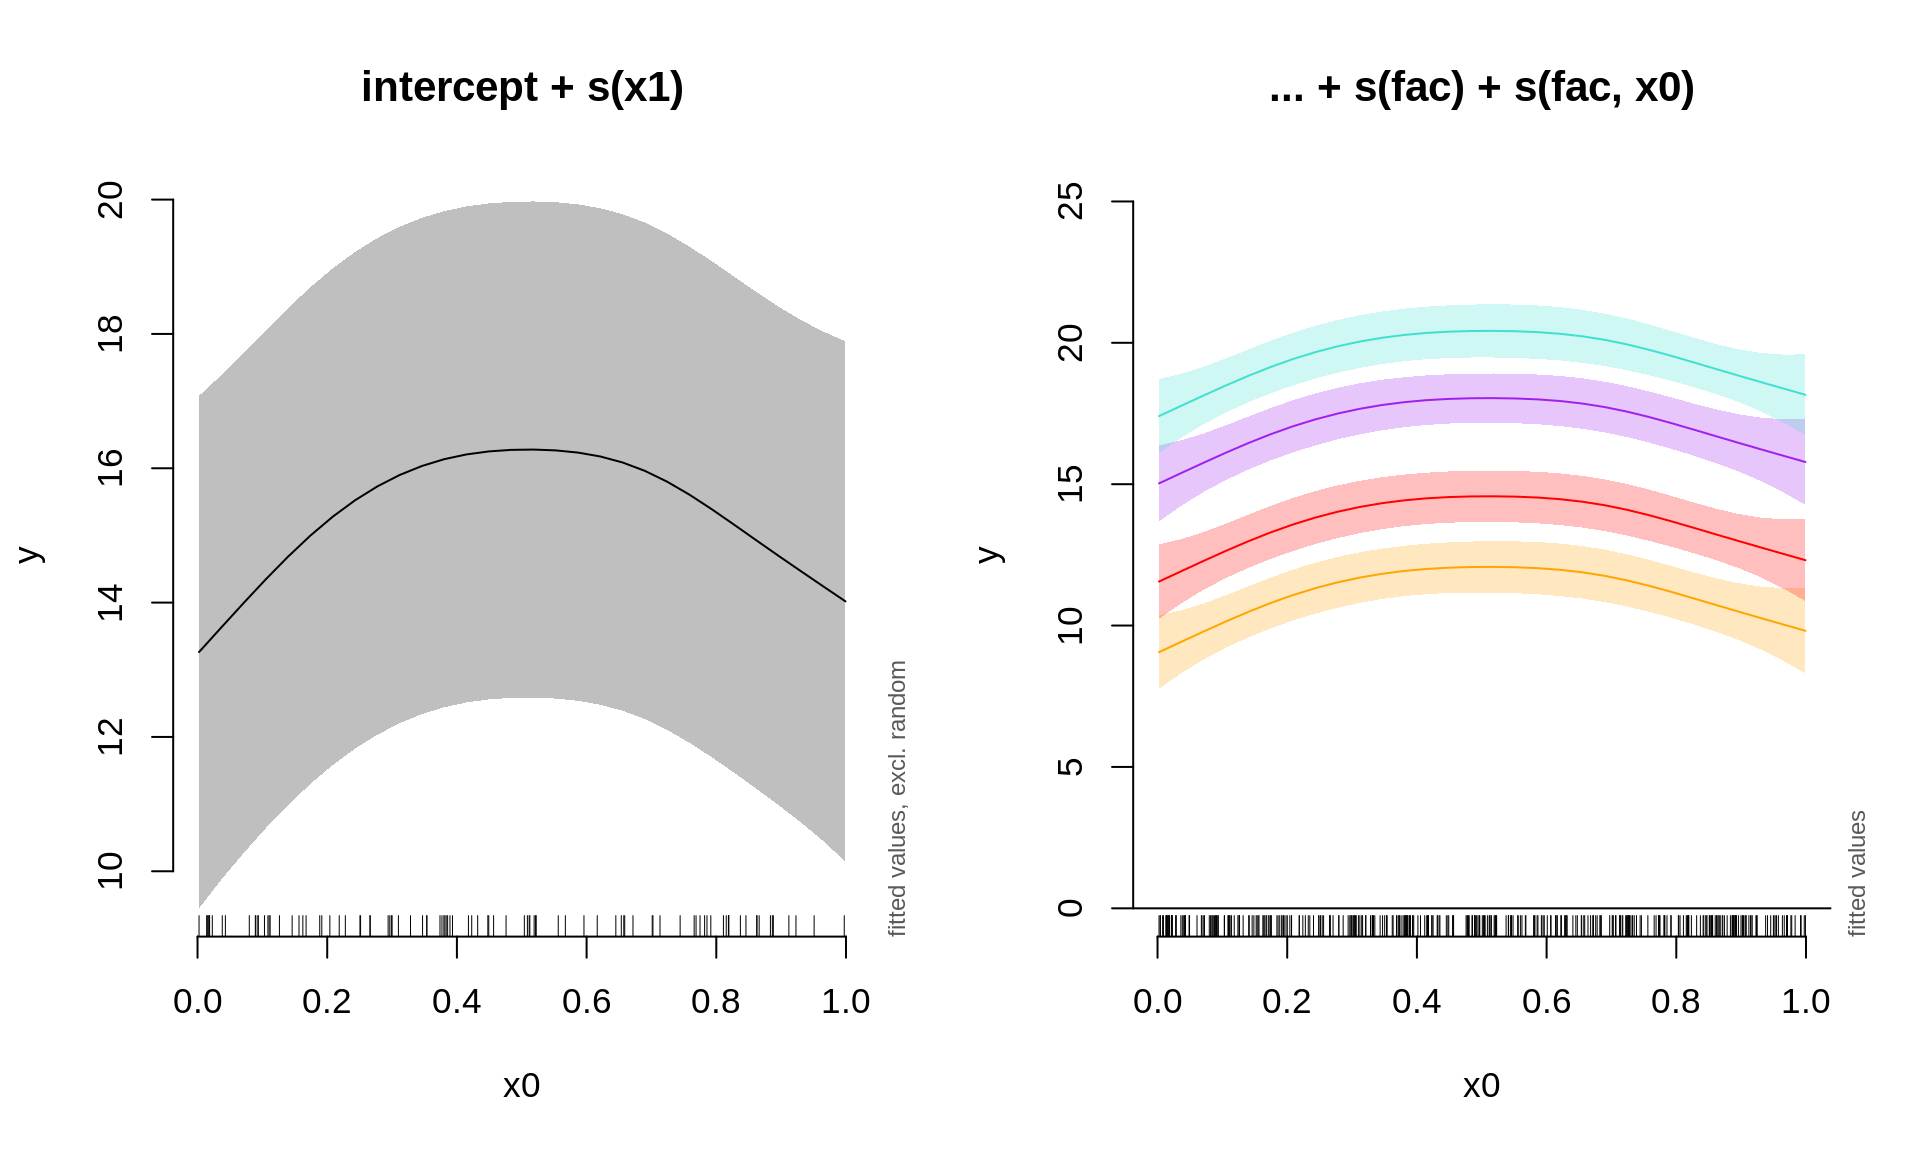 intercept + s(x1)
20
18
16
14
12
10
y
0.0 0.2 0.4 0.6 0.8 1.0
x0
fitted values, excl. random
... + s(fac) + s(fac, x0)
25
20
15
10
5
0
y
0.0 0.2 0.4 0.6 0.8 1.0
x0
fitted values